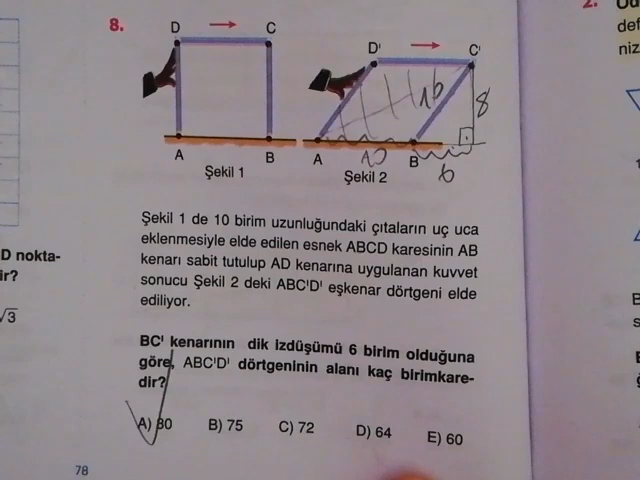 8.
D
C
A
B
Şekil 1
D'
C'
A
B
Şekil 2
16
8
10
6
Şekil 1 de 10 birim uzunluğundaki çıtaların uç uca
eklenmesiyle elde edilen esnek ABCD karesinin AB
kenarı sabit tutulup AD kenarına uygulanan kuvvet
sonucu Şekil 2 deki ABC'D' eşkenar dörtgeni elde
ediliyor.
BC' kenarının dik izdüşümü 6 birim olduğuna
göre, ABC'D' dörtgeninin alanı kaç birimkare-
dir?
A) 80 B) 75 C) 72 D) 64 E) 60
78
D nokta-
ir?
√3
2.
def
niz